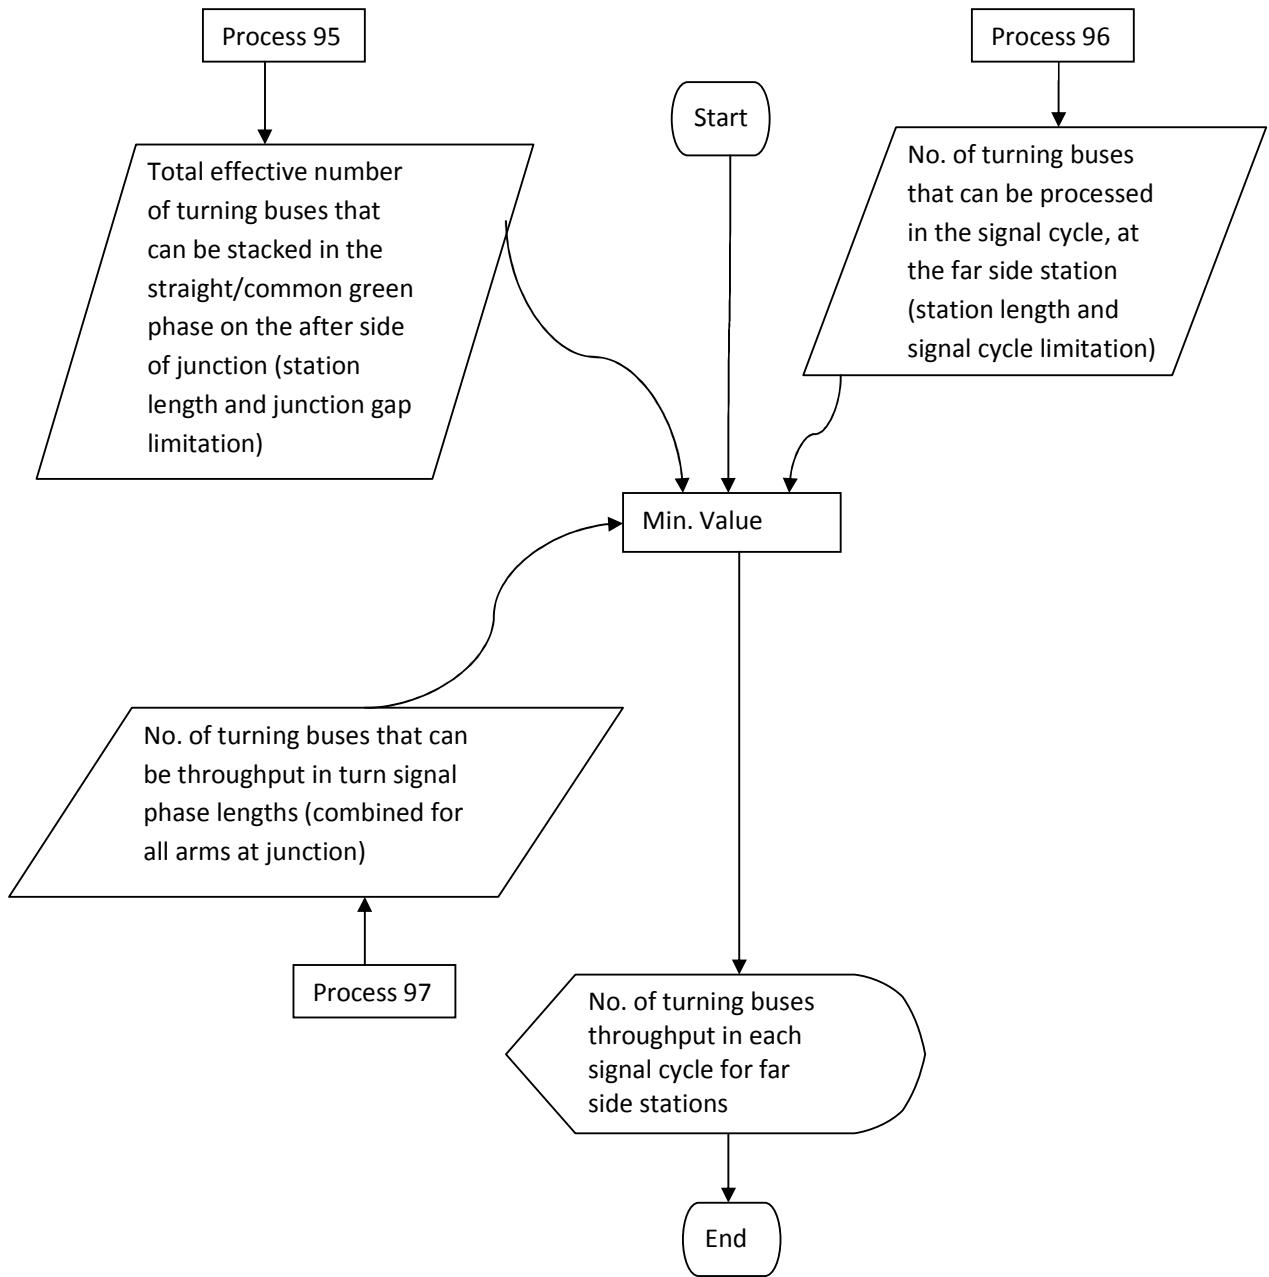 Process 95
Process 96
Start
Total effective number
of turning buses that
can be stacked in the
straight/common green
phase on the after side
of junction (station
length and junction gap
limitation)
No. of turning buses
that can be processed
in the signal cycle, at
the far side station
(station length and
signal cycle limitation)
Min. Value
No. of turning buses that can
be throughput in turn signal
phase lengths (combined for
all arms at junction)
Process 97
No. of turning buses
throughput in each
signal cycle for far
side stations
End